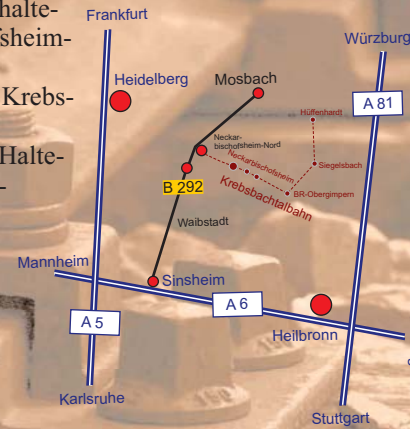 halte-
fsheim-
Krebs-
Halte-
-
Frankfurt
Würzburg
Heidelberg
Mosbach
A 81
Hüffenhardt
Neckar-
bischofsheim-Nord
Neckarbischofsheim
Siegelsbach
B 292
Krebsbachtalbahn
BR-Obergimpern
Waibstadt
Mannheim
Sinsheim
A 6
A 5
Heilbronn
Karlsruhe
Stuttgart